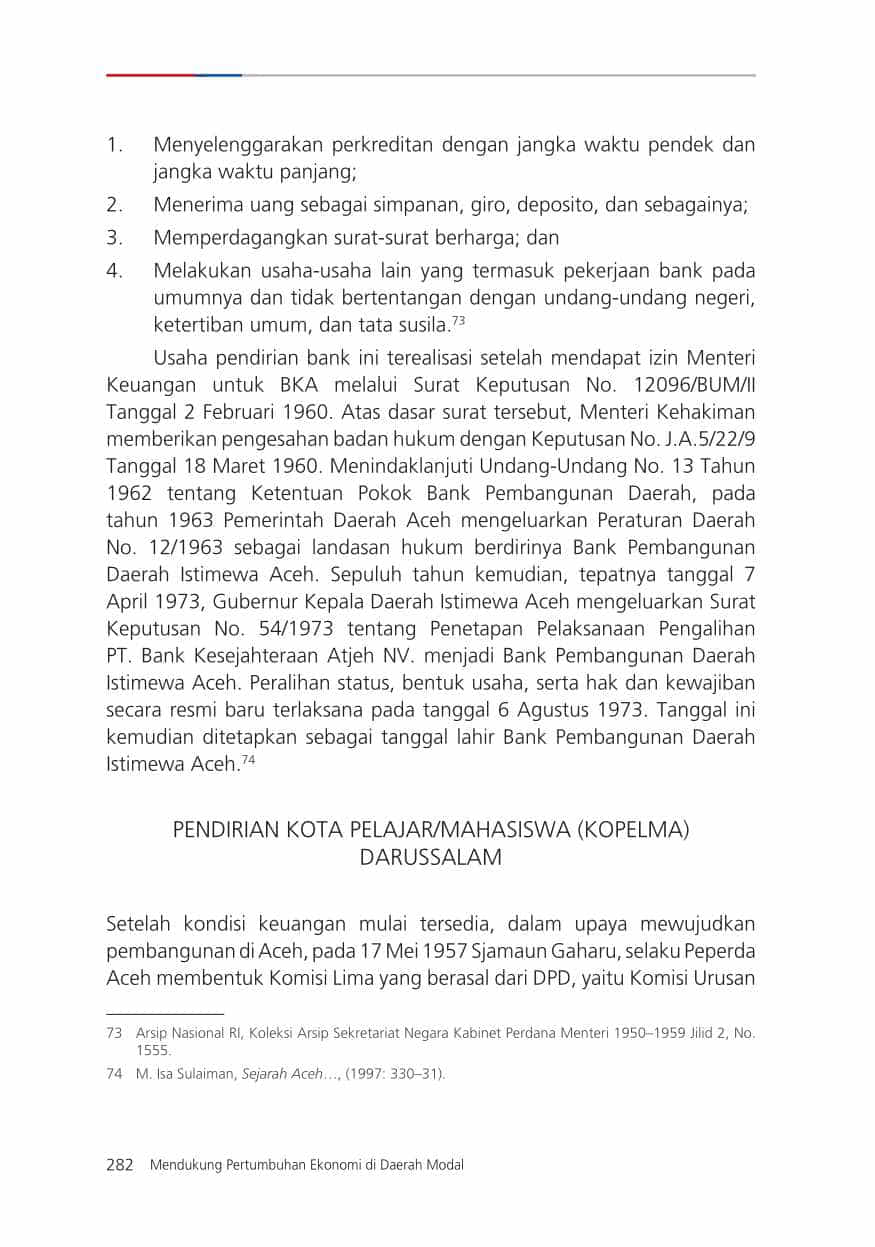 1. Menyelenggarakan perkreditan dengan jangka waktu pendek dan
jangka waktu panjang;
2. Menerima uang sebagai simpanan, giro, deposito, dan sebagainya;
3. Memperdagangkan surat-surat berharga; dan
4. Melakukan usaha-usaha lain yang termasuk pekerjaan bank pada
umumnya dan tidak bertentangan dengan undang-undang negeri,
ketertiban umum, dan tata susila.73
Usaha pendirian bank ini terealisasi setelah mendapat izin Menteri
Keuangan untuk BKA melalui Surat Keputusan No. 12096/BUM/II
Tanggal 2 Februari 1960. Atas dasar surat tersebut, Menteri Kehakiman
memberikan pengesahan badan hukum dengan Keputusan No. J.A.5/22/9
Tanggal 18 Maret 1960. Menindaklanjuti Undang-Undang No. 13 Tahun
1962 tentang Ketentuan Pokok Bank Pembangunan Daerah, pada
tahun 1963 Pemerintah Daerah Aceh mengeluarkan Peraturan Daerah
No. 12/1963 sebagai landasan hukum berdirinya Bank Pembangunan
Daerah Istimewa Aceh. Sepuluh tahun kemudian, tepatnya tanggal 7
April 1973, Gubernur Kepala Daerah Istimewa Aceh mengeluarkan Surat
Keputusan No. 54/1973 tentang Penetapan Pelaksanaan Pengalihan
PT. Bank Kesejahteraan Atjeh NV. menjadi Bank Pembangunan Daerah
Istimewa Aceh. Peralihan status, bentuk usaha, serta hak dan kewajiban
secara resmi baru terlaksana pada tanggal 6 Agustus 1973. Tanggal ini
kemudian ditetapkan sebagai tanggal lahir Bank Pembangunan Daerah
Istimewa Aceh.74
PENDIRIAN KOTA PELAJAR/MAHASISWA (KOPELMA)
DARUSSALAM
Setelah kondisi keuangan mulai tersedia, dalam upaya mewujudkan
pembangunan di Aceh, pada 17 Mei 1957 Sjamaun Gaharu, selaku Peperda
Aceh membentuk Komisi Lima yang berasal dari DPD, yaitu Komisi Urusan
73 Arsip Nasional RI, Koleksi Arsip Sekretariat Negara Kabinet Perdana Menteri 1950–1959 Jilid 2, No.
1555.
74 M. Isa Sulaiman, Sejarah Aceh…, (1997: 330–31).
282 Mendukung Pertumbuhan Ekonomi di Daerah Modal